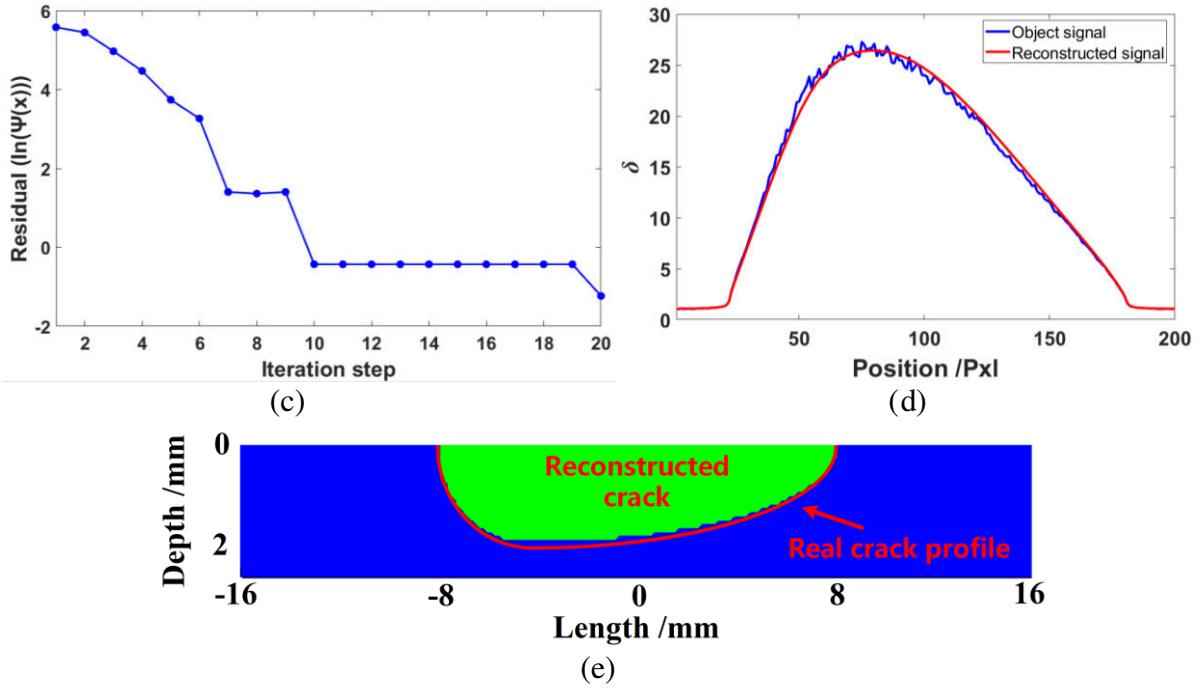 6
4
2
0
-2
2 4 6 8 10 12 14 16 18 20
Residual (ln(Ψ(x)))
Iteration step
(c)
30
25
20
15
10
5
0
50 100 150 200
δ
Object signal
Reconstructed signal
Position /Pxl
(d)
0
2
Depth /mm
Reconstructed
crack
Real crack profile
-16 -8 0 8 16
Length /mm
(e)